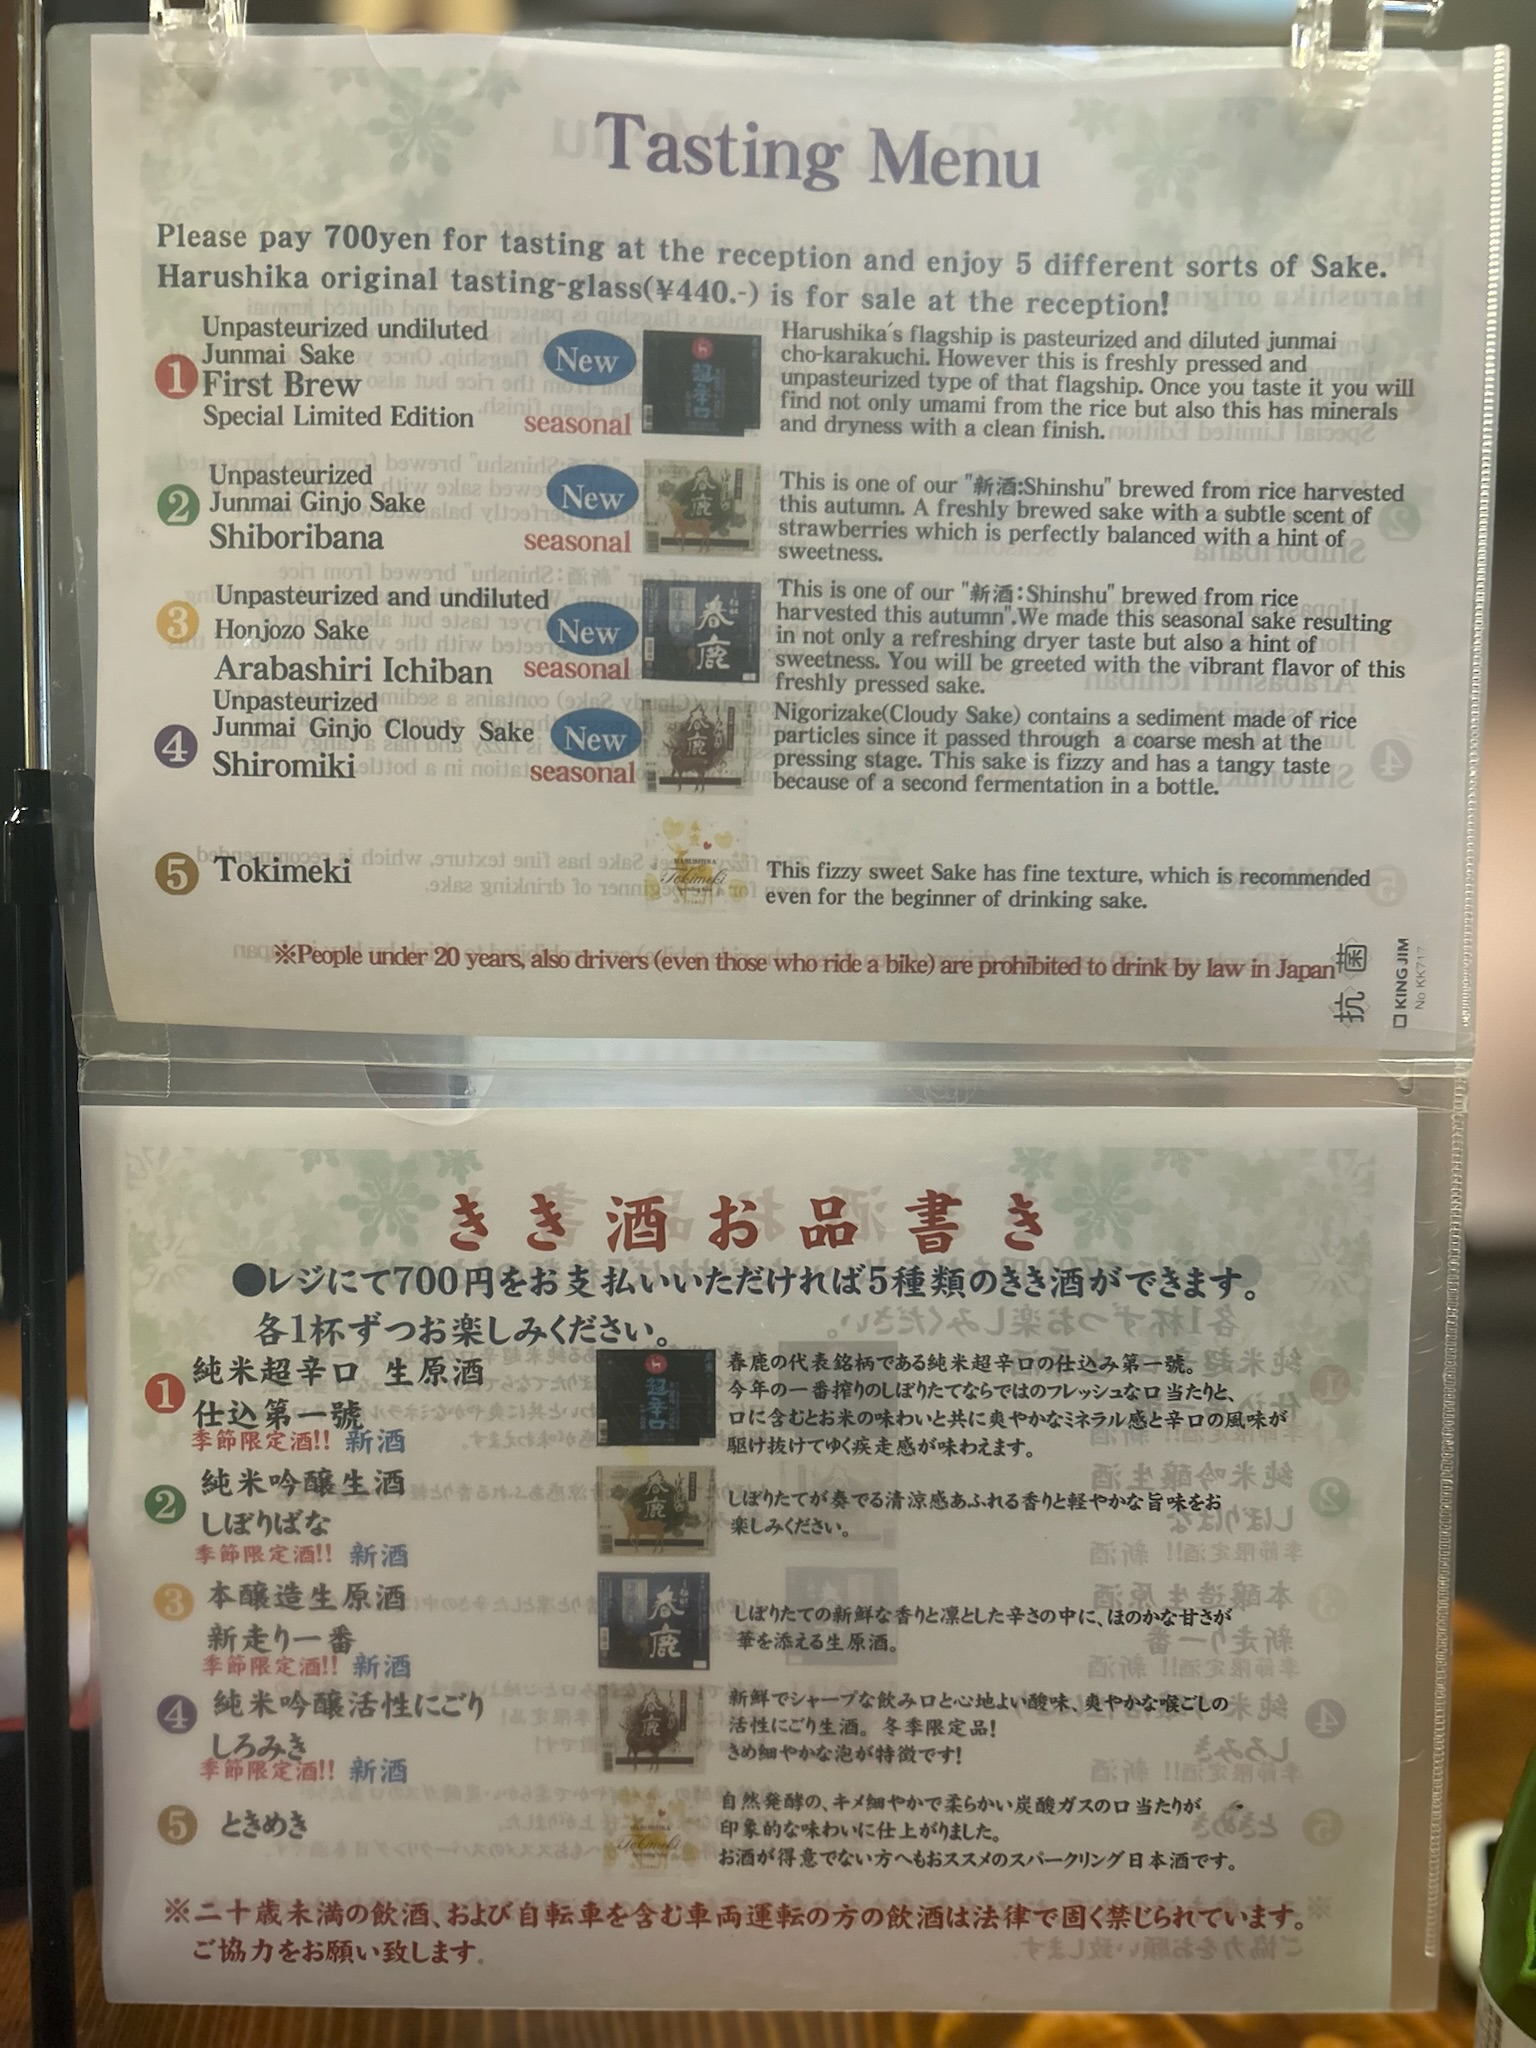 Tasting Menu
Please pay 700yen for tasting at the reception and enjoy 5 different sorts of Sake.
Harushika original tasting-glass(¥440.-) is for sale at the reception!
1
Unpasteurized undiluted
Junmai Sake
First Brew
Special Limited Edition
New
seasonal
超辛口
Harushika's flagship is pasteurized and diluted junmai
cho-karakuchi. However this is freshly pressed and
unpasteurized type of that flagship. Once you taste it you will
find not only umami from the rice but also this has minerals
and dryness with a clean finish.
2
Unpasteurized
Junmai Ginjo Sake
Shiboribana
New
seasonal
春鹿
This is one of our "新酒:Shinshu" brewed from rice harvested
this autumn. A freshly brewed sake with a subtle scent of
strawberries which is perfectly balanced with a hint of
sweetness.
3
Unpasteurized and undiluted
Honjozo Sake
Arabashiri Ichiban
New
seasonal
春鹿
This is one of our "新酒:Shinshu" brewed from rice
harvested this autumn".We made this seasonal sake resulting
in not only a refreshing dryer taste but also a hint of
sweetness. You will be greeted with the vibrant flavor of this
freshly pressed sake.
4
Unpasteurized
Junmai Ginjo Cloudy Sake
Shiromiki
New
seasonal
春鹿
Nigorizake(Cloudy Sake) contains a sediment made of rice
particles since it passed through a coarse mesh at the
pressing stage. This sake is fizzy and has a tangy taste
because of a second fermentation in a bottle.
5
Tokimeki
Tokimeki
This fizzy sweet Sake has fine texture, which is recommended
even for the beginner of drinking sake.
※People under 20 years, also drivers (even those who ride a bike) are prohibited to drink by law in Japan
抗菌
KING JIM
No KK717
きき酒お品書き
●レジにて700円をお支払いいただければ5種類のきき酒ができます。
各1杯ずつお楽しみください。
1
純米超辛口 生原酒
仕込第一號
季節限定酒!! 新酒
超辛口
春鹿の代表銘柄である純米超辛口の仕込み第一號。
今年の一番搾りのしぼりたてならではのフレッシュな口当たりと、
口に含むとお米の味わいと共に爽やかなミネラル感と辛口の風味が
駆け抜けてゆく疾走感が味わえます。
2
純米吟醸生酒
しぼりばな
季節限定酒!! 新酒
春鹿
しぼりたてが奏でる清涼感あふれる香りと軽やかな旨味をお
楽しみください。
3
本醸造生原酒
新走り一番
季節限定酒!! 新酒
春鹿
しぼりたての新鮮な香りと凛とした辛さの中に、ほのかな甘さが
華を添える生原酒。
4
純米吟醸活性にごり
しろみき
季節限定酒!! 新酒
春鹿
新鮮でシャープな飲み口と心地よい酸味、爽やかな喉ごしの
活性にごり生酒。冬季限定品!
きめ細やかな泡が特徴です!
5
ときめき
Tokimeki
自然発酵の、キメ細やかで柔らかい炭酸ガスの口当たりが
印象的な味わいに仕上がりました。
お酒が得意でない方へもおススメのスパークリング日本酒です。
※二十歳未満の飲酒、および自転車を含む車両運転の方の飲酒は法律で固く禁じられています。
ご協力をお願い致します。